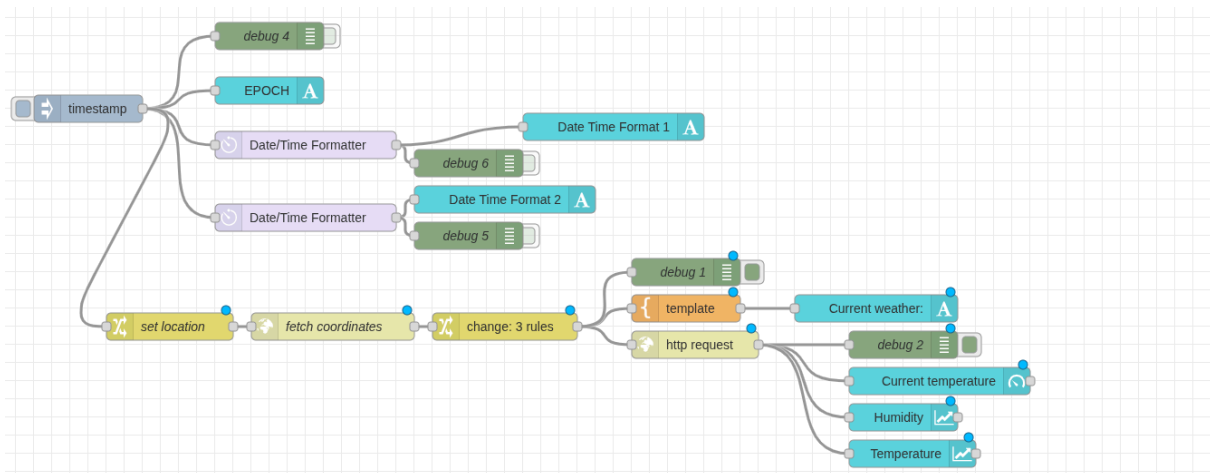 debug 4
EPOCH
timestamp
Date Time Format 1
Date/Time Formatter
debug 6
Date Time Format 2
Date/Time Formatter
debug 5
debug 1
template
Current weather:
set location
fetch coordinates
change: 3 rules
http request
debug 2
Current temperature
Humidity
Temperature